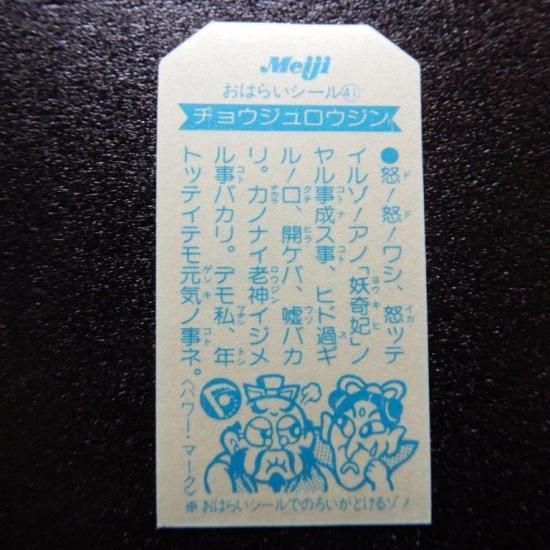 Meiji
おはらいシール㊶
チョウジュロウジン
●怒!怒!ワシ、怒ッテ
イルゾ!アノ「妖奇妃」ノ
ヤル事成ス事、ヒド過ギ
ル!口、開ケバ、嘘バカ
リ。カノナイ老神イジメ
ル事バカリ。デモ私、年
トッテイテモ元気ノ事ネ。
〈パワー・マーク〉
※おはらいシールでのろいがとけるゾ!